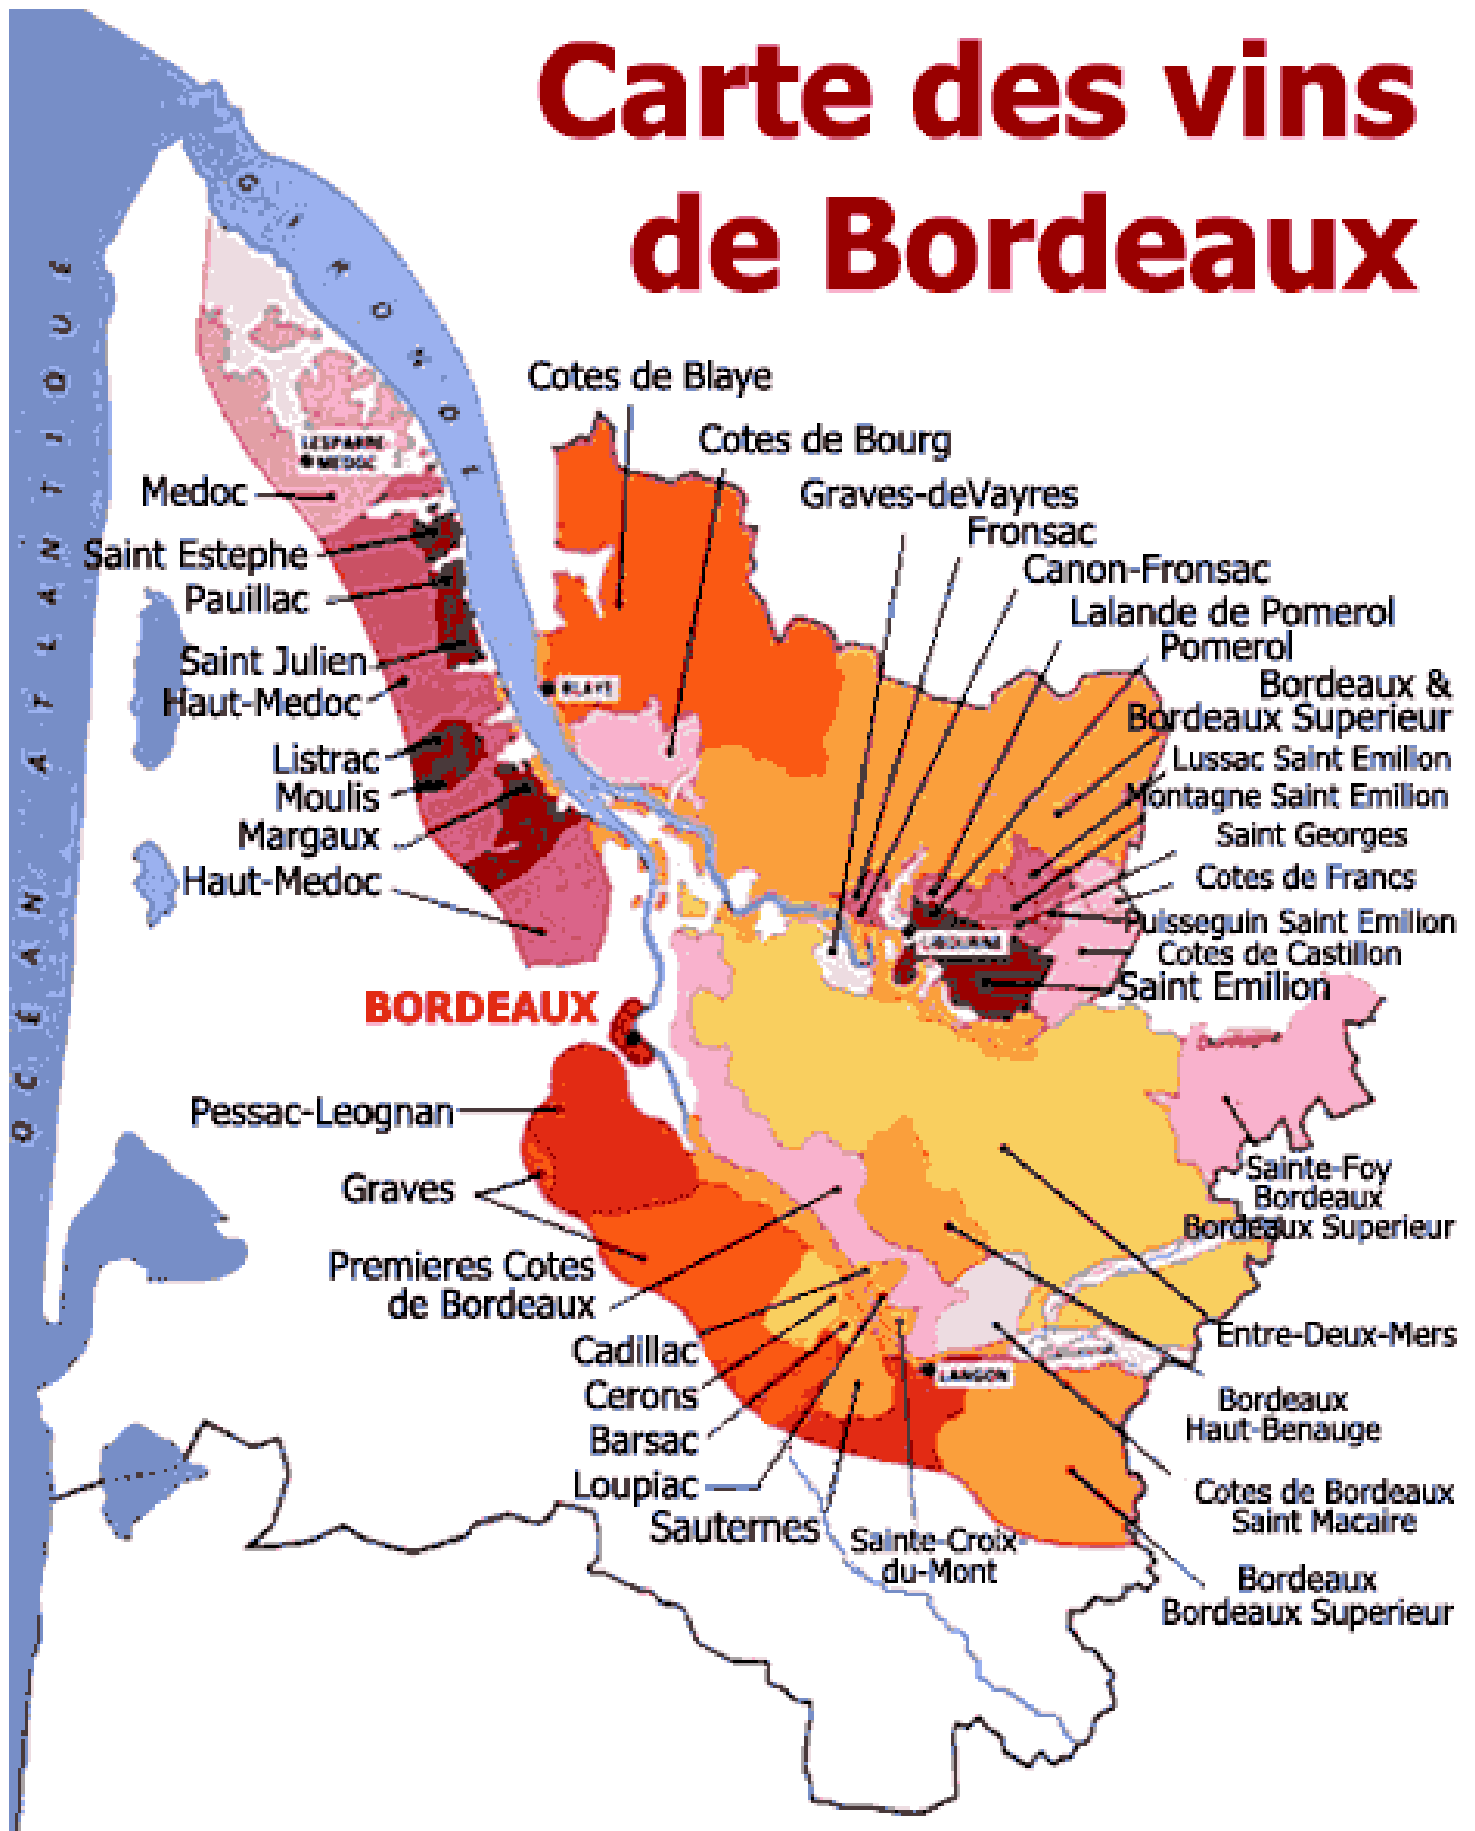 Carte des vins
de Bordeaux
OCÉAN ATLANTIQUE
Cotes de Blaye
Cotes de Bourg
Graves-deVayres
Fronsac
Canon-Fronsac
Lalande de Pomerol
Pomerol
Bordeaux &
Bordeaux Superieur
Lussac Saint Emilion
Montagne Saint Emilion
Saint Georges
Cotes de Francs
Puisseguin Saint Emilion
Cotes de Castillon
Saint Emilion
LESPARRE
MEDOC
Medoc
Saint Estephe
Pauillac
Saint Julien
Haut-Medoc
BLAYE
Listrac
Moulis
Margaux
Haut-Medoc
LIBOURNE
BORDEAUX
Pessac-Leognan
Graves
Premieres Cotes
de Bordeaux
Cadillac
Cerons
Barsac
Loupiac
Sauternes
Sainte-Croix-
du-Mont
LANGON
Sainte-Foy
Bordeaux
Bordeaux Superieur
Entre-Deux-Mers
Bordeaux
Haut-Benauge
Cotes de Bordeaux
Saint Macaire
Bordeaux
Bordeaux Superieur